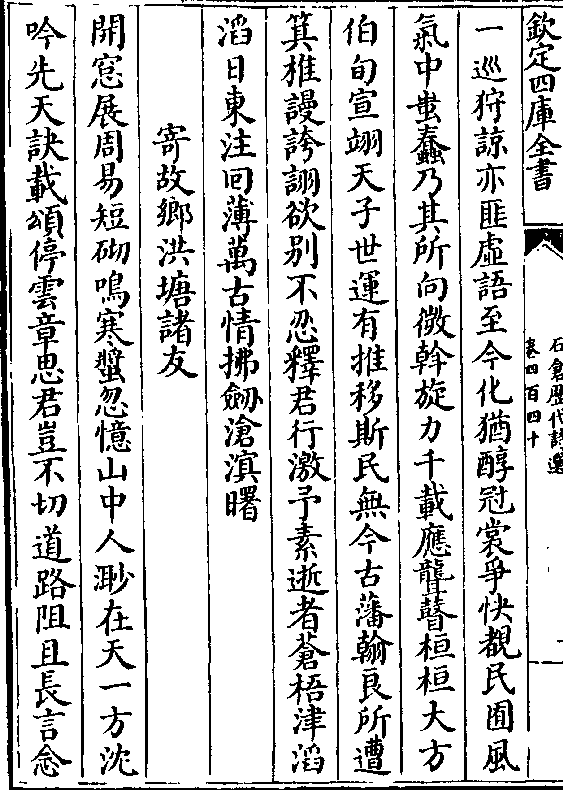 欽定四庫全書
石倉歴代詩選
卷四百四十
一巡狩諒亦匪虚語至今化猶醇冠裳爭快覩民囿風
氣中蚩蠢乃其所向微斡旋力千載應聾瞽桓桓大方
伯旬宣翊天子世運有推移斯民無今古藩翰良所遭
箕推謾誇詡欲别不忍釋君行激予素逝者蒼梧津滔
滔日東注囘薄萬古情拂劒滄溟曙
寄故鄉洪塘諸友
開窓展周易短砌鳴寒螿忽憶山中人渺在天一方沈
吟先天訣載頌停雲章思君豈不切道路阻且長言念